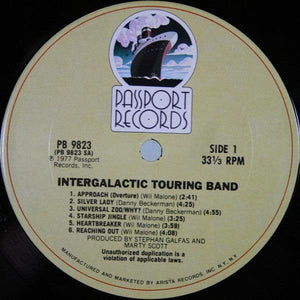 PASSPORT
RECORDS
PB 9823
(PB 9823 SA)
℗ 1977 Passport
Records, Inc.
SIDE 1
33 1/3 RPM
INTERGALACTIC TOURING BAND
1. APPROACH (Overture) (Wil Malone) (2:41)
2. SILVER LADY (Danny Beckerman) (4:25)
3. UNIVERSAL ZOO/WHY? (Danny Beckerman) (4:55)
4. STARSHIP JINGLE (Wil Malone) (3:25)
5. HEARTBREAKER (Wil Malone) (3:59)
6. REACHING OUT (Wil Malone) (4:08)
PRODUCED BY STEPHAN GALFAS and
MARTY SCOTT
Unauthorized duplication is a
violation of applicable laws.
MANUFACTURED AND MARKETED BY ARISTA RECORDS, INC. N.Y. N.Y.